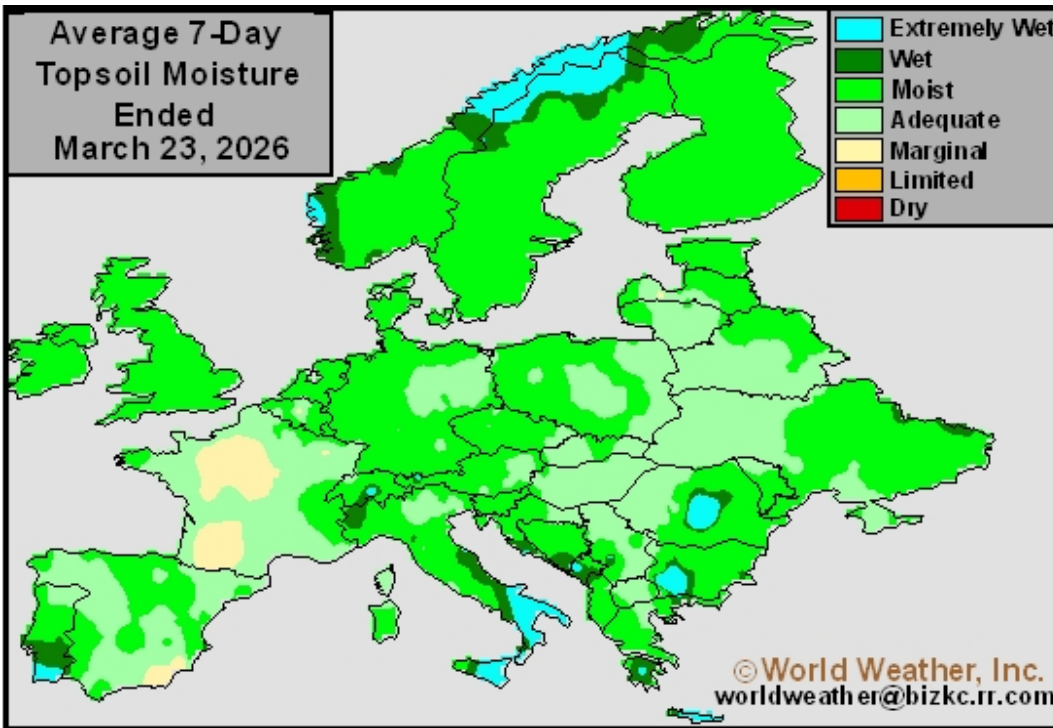 Average 7-Day
Topsoil Moisture
Ended
March 23, 2026
Extremely Wet
Wet
Moist
Adequate
Marginal
Limited
Dry
©World Weather, Inc.
worldweather@bizkc.rr.com